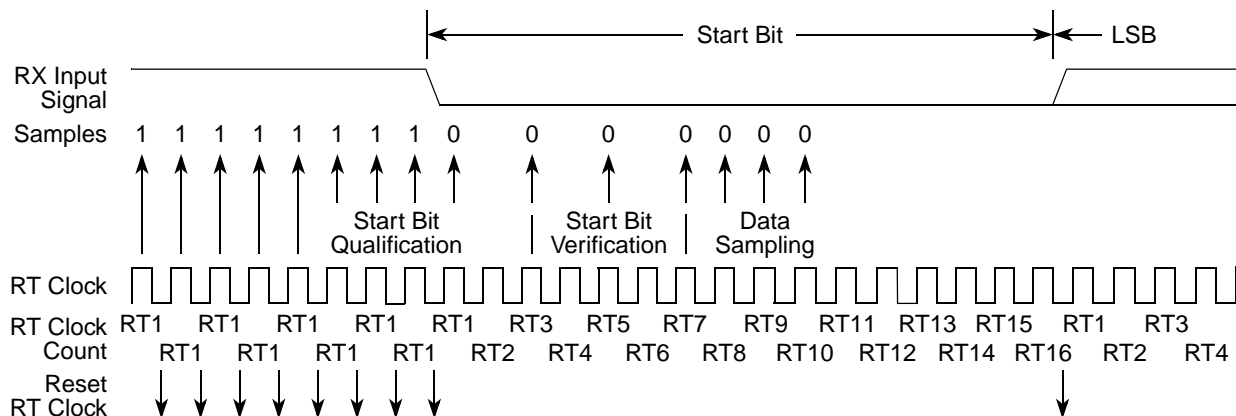 Start Bit LSB
RX Input
Signal
Samples 1 1 1 1 1 1 1 1 0 0 0 0 0 0 0
Start Bit Start Bit Data
Qualification Verification Sampling
RT Clock
RT Clock RT1 RT1 RT1 RT1 RT1 RT3 RT5 RT7 RT9 RT11 RT13 RT15 RT1 RT3
Count RT1 RT1 RT1 RT1 RT2 RT4 RT6 RT8 RT10 RT12 RT14 RT16 RT2 RT4
Reset
RT Clock